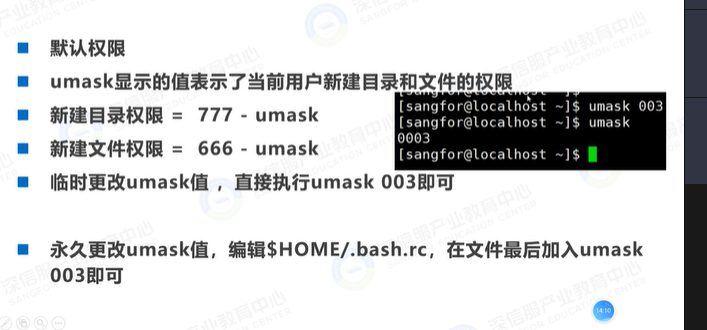 默认权限
umask显示的值表示了当前用户新建目录和文件的权限
新建目录权限 = 777 - umask
新建文件权限 = 666 - umask
[sangfor@localhost ~]$ umask 003
[sangfor@localhost ~]$ umask
0003
[sangfor@localhost ~]$
临时更改umask值 ，直接执行umask 003即可
永久更改umask值，编辑$HOME/.bash.rc，在文件最后加入umask
003即可
14:10
深信服产业教育中心
SANGFOR EDUCATION CENTER